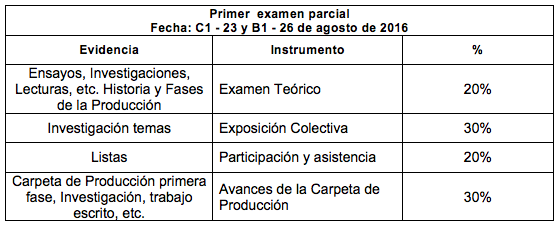 Primer examen parcial
Fecha: C1 - 23 y B1 - 26 de agosto de 2016
Evidencia Instrumento %
Ensayos, Investigaciones,
Lecturas, etc. Historia y Fases
de la Producción
Examen Teórico
20%
Investigación temas
Exposición Colectiva
30%
Listas
Participación y asistencia
20%
Carpeta de Producción primera
fase, Investigación, trabajo
escrito, etc.
Avances de la Carpeta de
Producción
30%